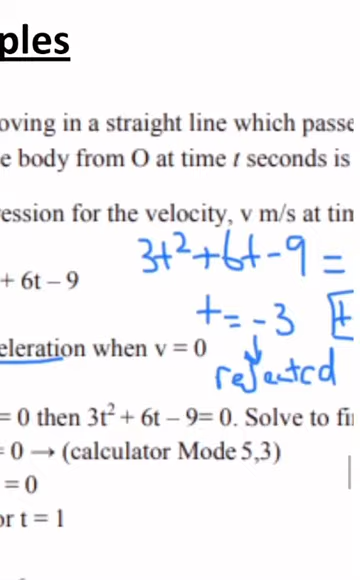 ples
oving in a straight line which passe
e body from O at time t seconds is
ession for the velocity, v m/s at tim
3t²+6t-9=
+ 6t – 9
t=-3 t
eleration when v = 0
rejected
= 0 then 3t² + 6t – 9= 0. Solve to fi
= 0 → (calculator Mode 5,3)
= 0
or t = 1